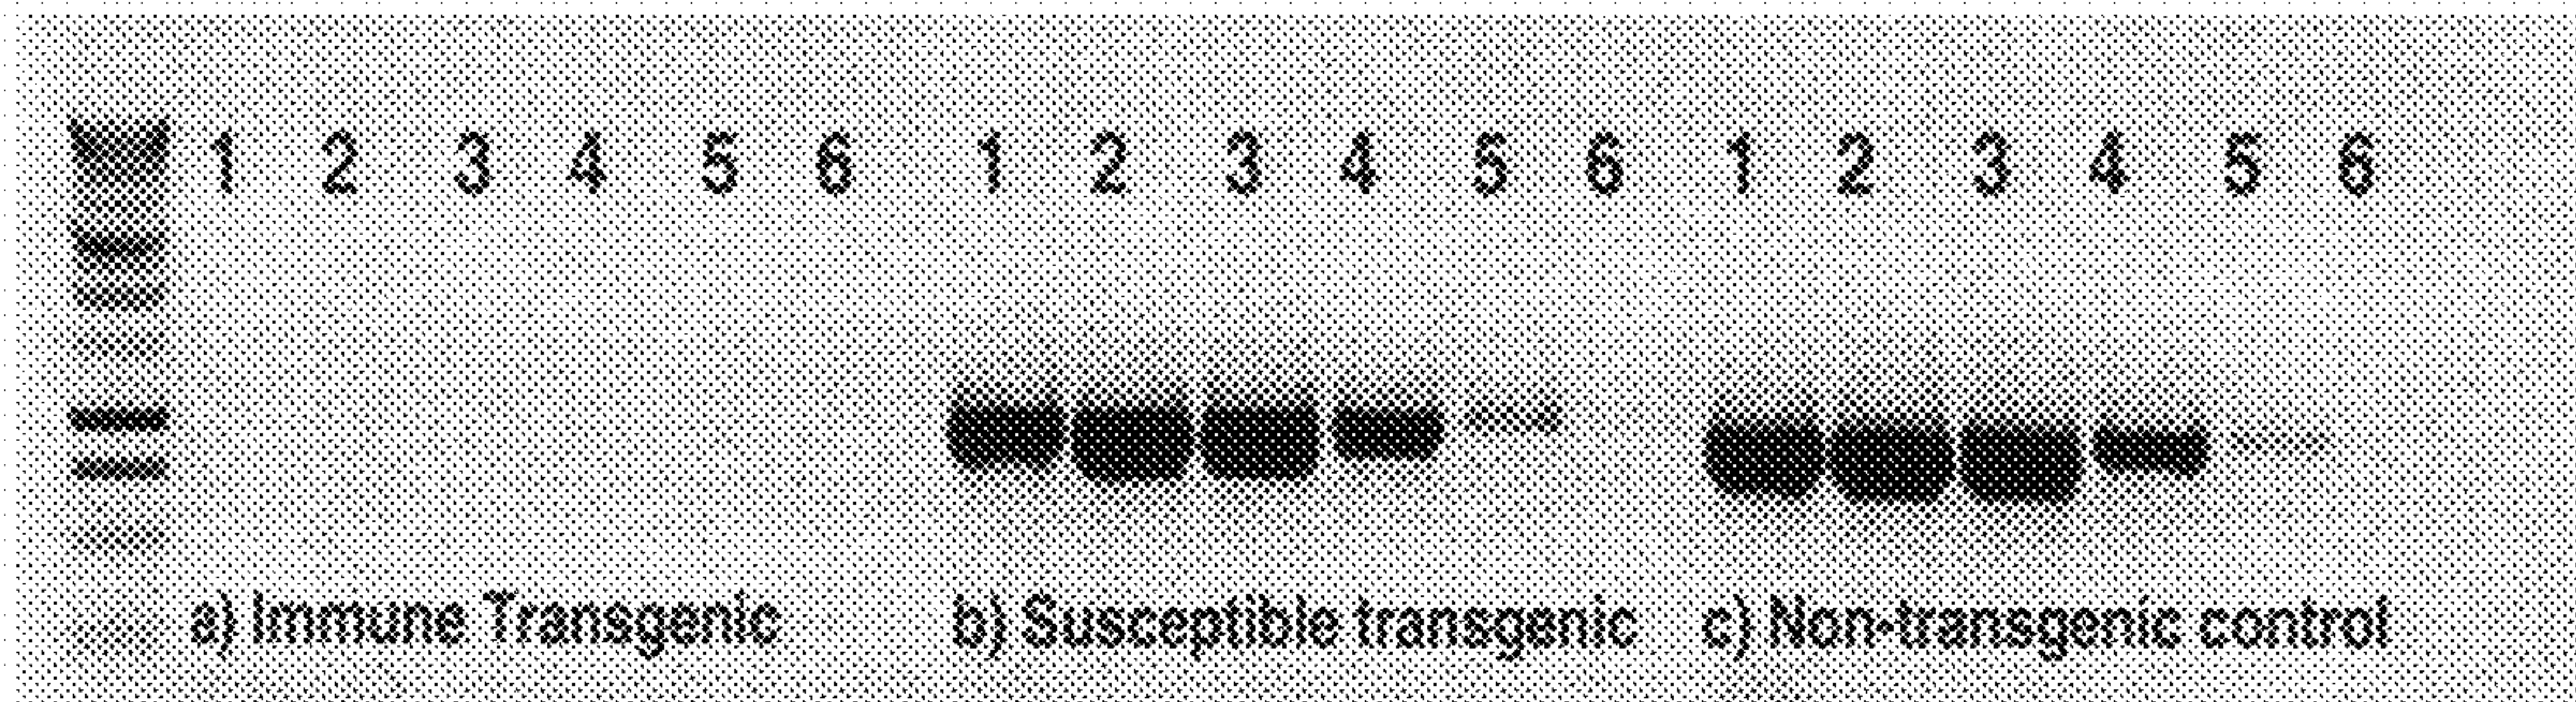 1 2 3 4 5 6 1 2 3 4 5 6 1 2 3 4 5 6
a) Immune Transgenic b) Susceptible transgenic c) Non-transgenic control